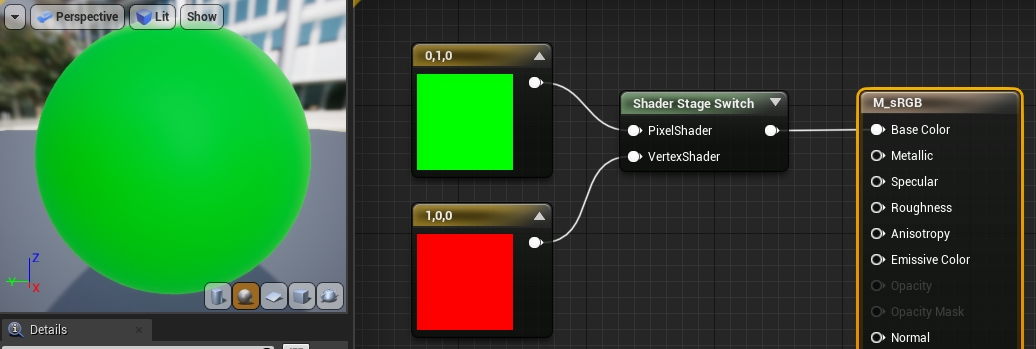 Perspective Lit Show
0,1,0
Shader Stage Switch
M_sRGB
PixelShader
Base Color
VertexShader
Metallic
Specular
1,0,0
Roughness
Anisotropy
Emissive Color
Z
Y
X
Opacity
Opacity Mask
Details
Normal